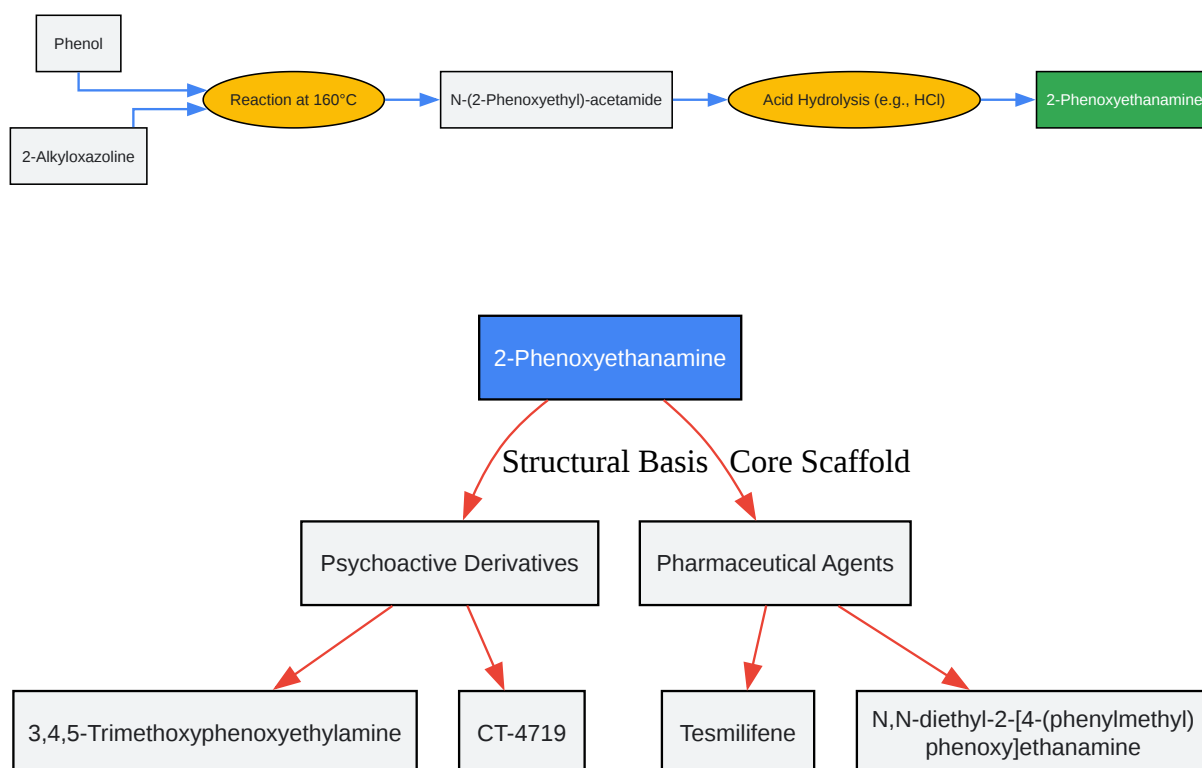 Phenol
2-Alkyloxazoline
Reaction at 160°C
N-(2-Phenoxyethyl)-acetamide
Acid Hydrolysis (e.g., HCl)
2-Phenoxyethanamine
2-Phenoxyethanamine
Structural Basis
Core Scaffold
Psychoactive Derivatives
Pharmaceutical Agents
3,4,5-Trimethoxyphenoxyethylamine
CT-4719
Tesmilifene
N,N-diethyl-2-[4-(phenylmethyl)
phenoxy]ethanamine